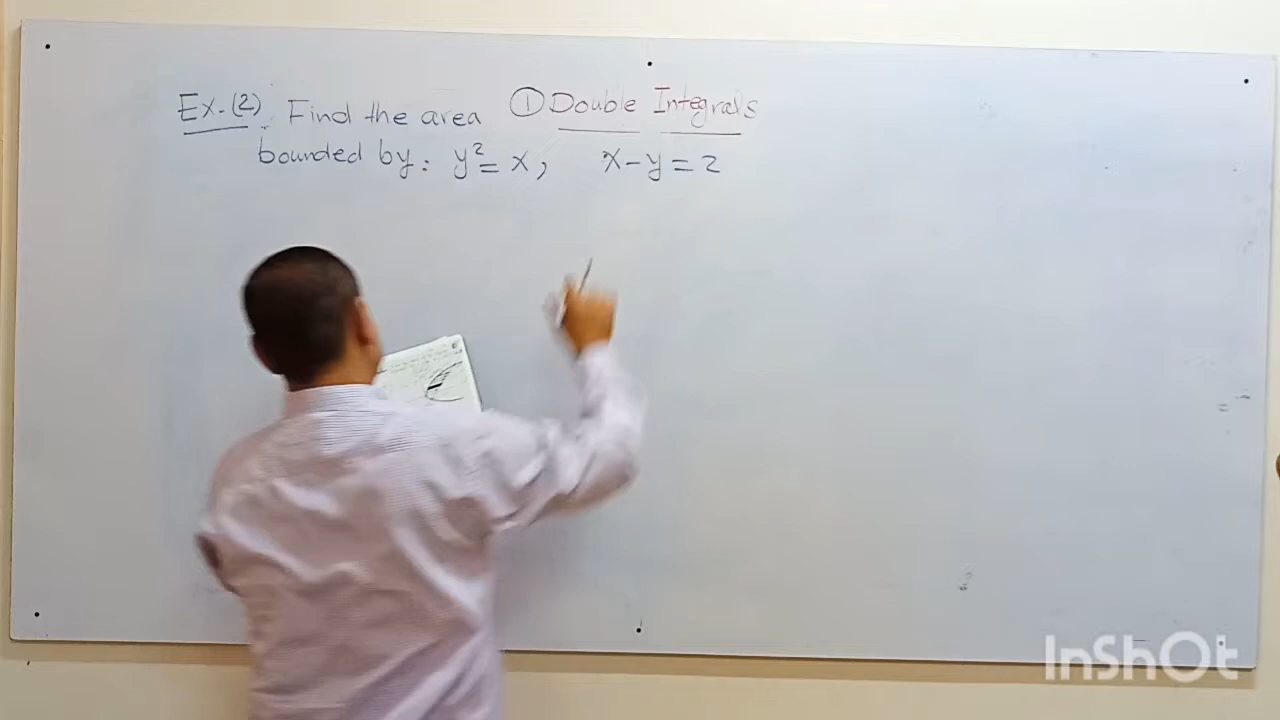 Ex-(2) Find the area ① Double Integrals
bounded by: y²=x, x-y=2
InShOt